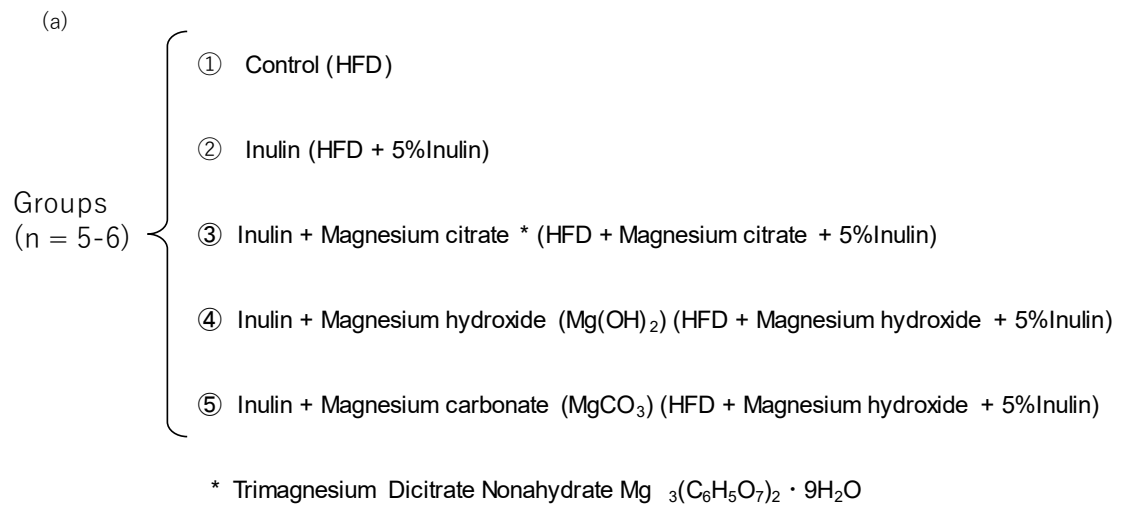 (a)
① Control (HFD)
② Inulin (HFD + 5%Inulin)
Groups
(n = 5-6)
③ Inulin + Magnesium citrate * (HFD + Magnesium citrate + 5%Inulin)
④ Inulin + Magnesium hydroxide (Mg(OH)₂) (HFD + Magnesium hydroxide + 5%Inulin)
⑤ Inulin + Magnesium carbonate (MgCO₃) (HFD + Magnesium hydroxide + 5%Inulin)
* Trimagnesium Dicitrate Nonahydrate Mg ₃(C₆H₅O₇)₂・9H₂O